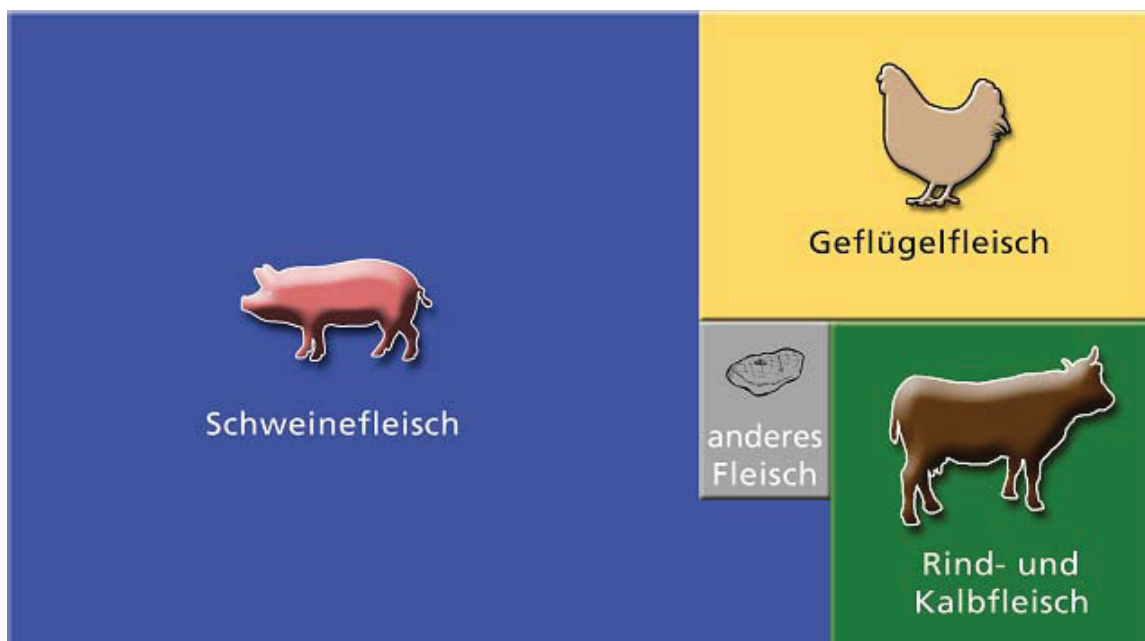 Geflügelfleisch
Schweinefleisch
anderes
Fleisch
Rind- und
Kalbfleisch